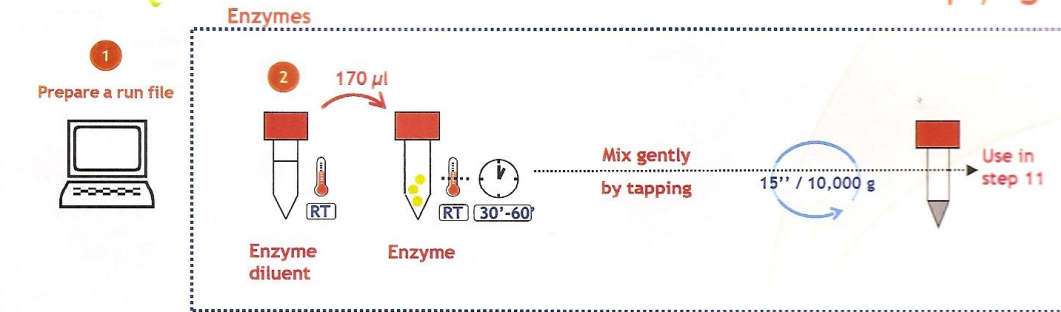 Enzymes
1
Prepare a run file
2
170 µl
RT
RT
30'-60'
Enzyme
diluent
Enzyme
Mix gently
by tapping
15'' / 10,000 g
Use in
step 11